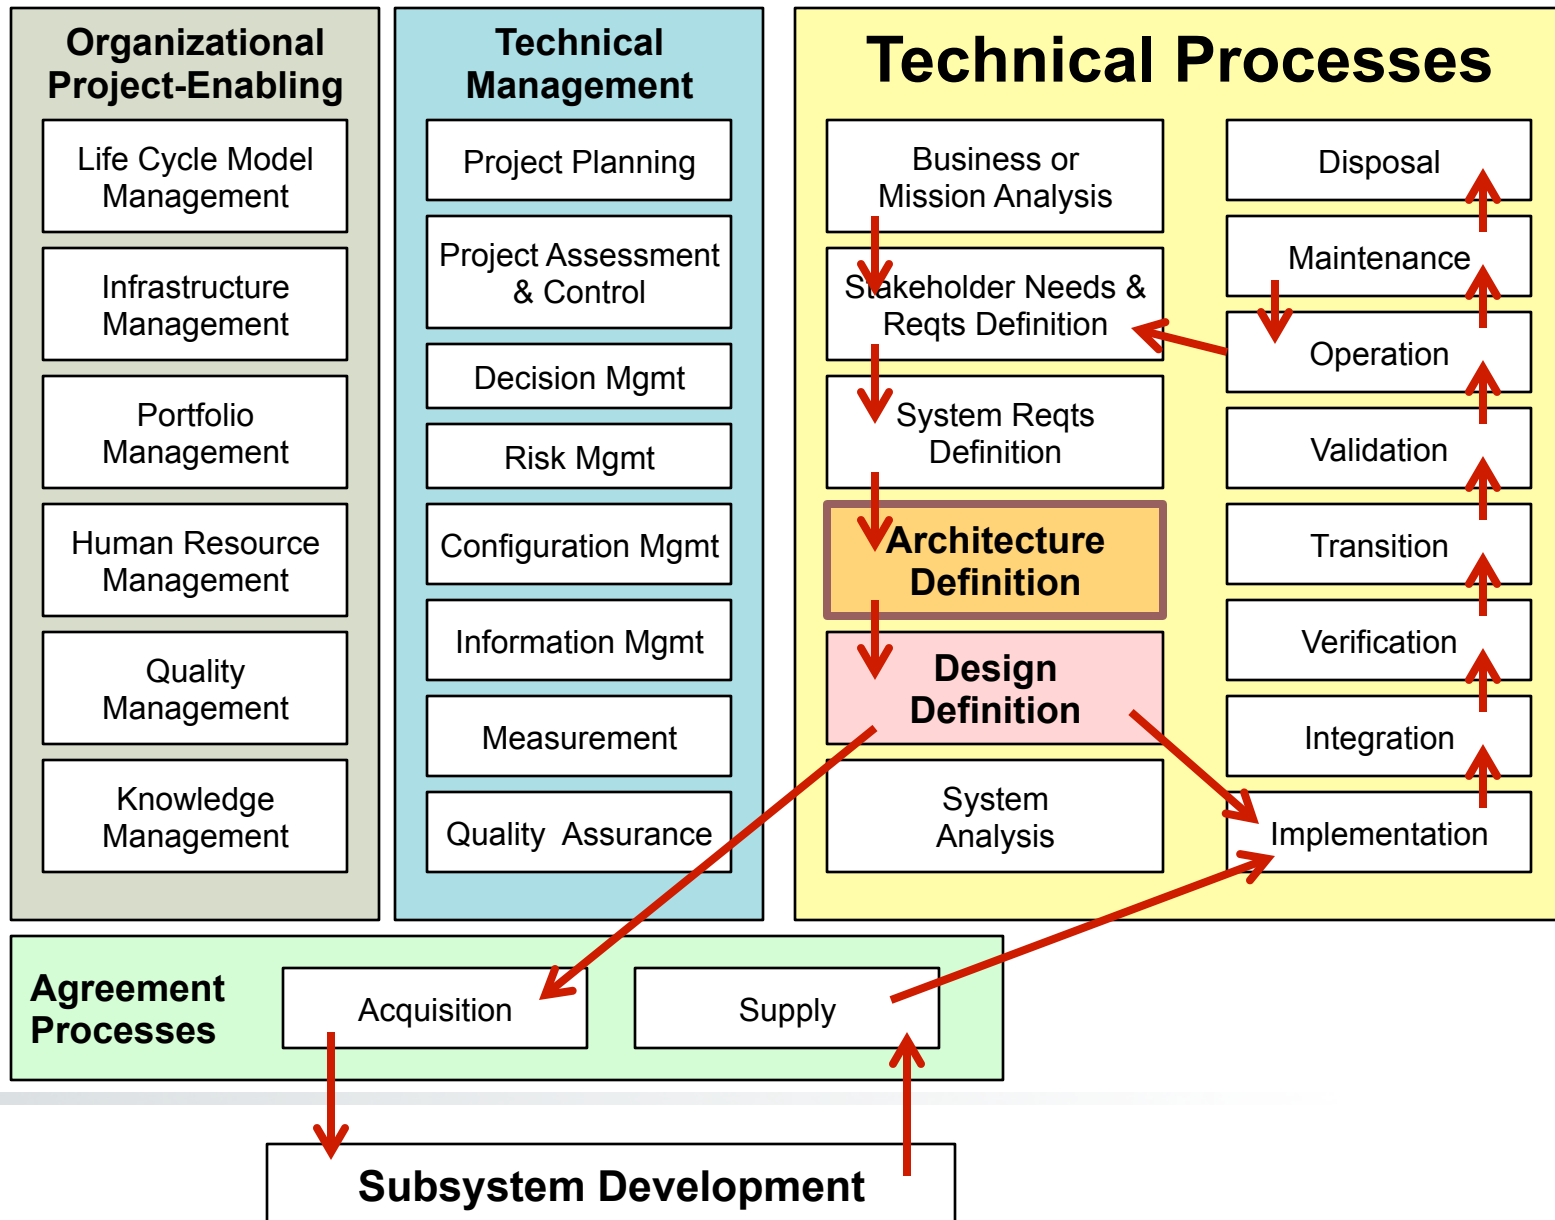 Organizational
Project-Enabling
Life Cycle Model
Management
Infrastructure
Management
Portfolio
Management
Human Resource
Management
Quality
Management
Knowledge
Management
Technical
Management
Project Planning
Project Assessment
& Control
Decision Mgmt
Risk Mgmt
Configuration Mgmt
Information Mgmt
Measurement
Quality Assurance
Technical Processes
Business or
Mission Analysis
Stakeholder Needs &
Reqts Definition
System Reqts
Definition
Architecture
Definition
Design
Definition
System
Analysis
Disposal
Maintenance
Operation
Validation
Transition
Verification
Integration
Implementation
Agreement
Processes
Acquisition
Supply
Subsystem Development